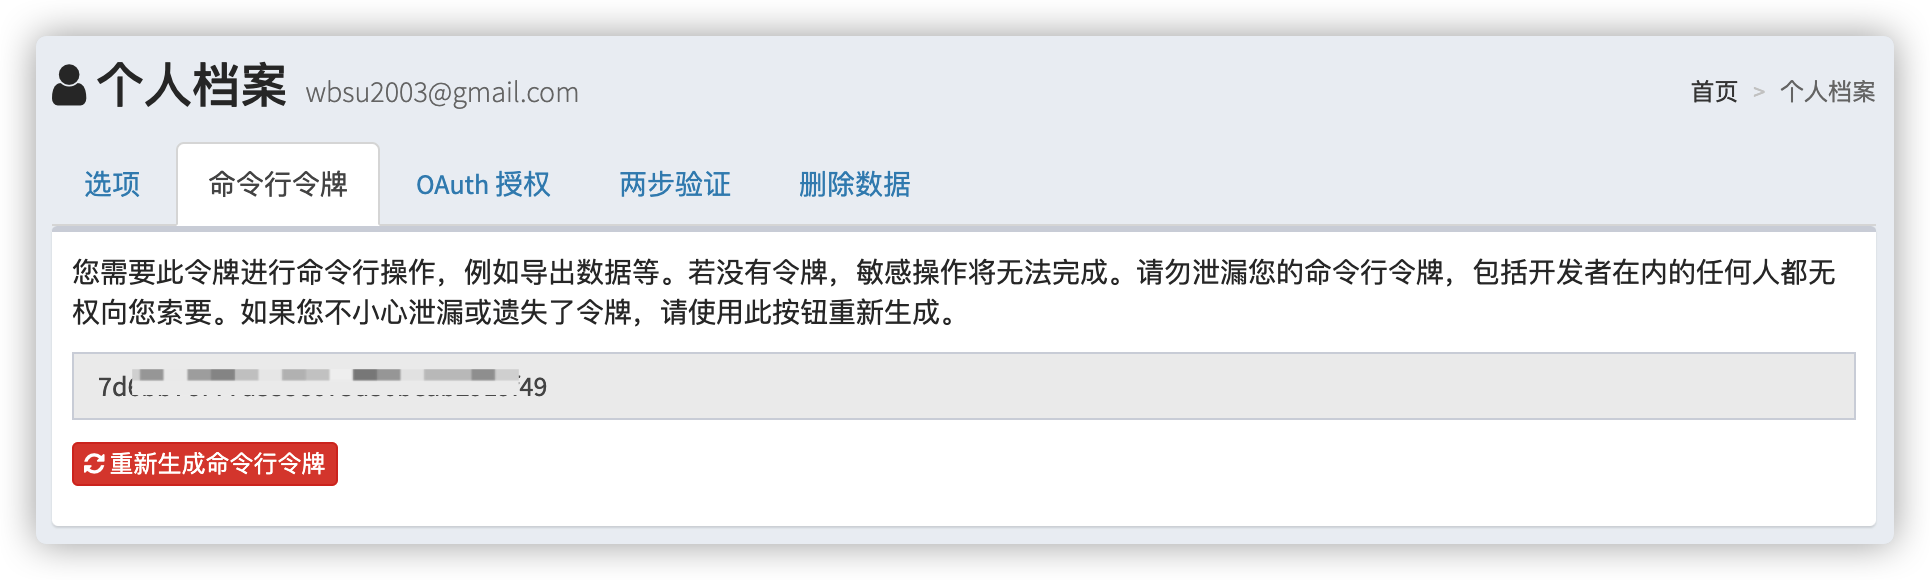 个人档案 wbsu2003@gmail.com
首页 > 个人档案
选项 命令行令牌 OAuth 授权 两步验证 删除数据
您需要此令牌进行命令行操作，例如导出数据等。若没有令牌，敏感操作将无法完成。请勿泄漏您的命令行令牌，包括开发者在内的任何人都无
权向您索要。如果您不小心泄漏或遗失了令牌，请使用此按钮重新生成。
重新生成命令行令牌